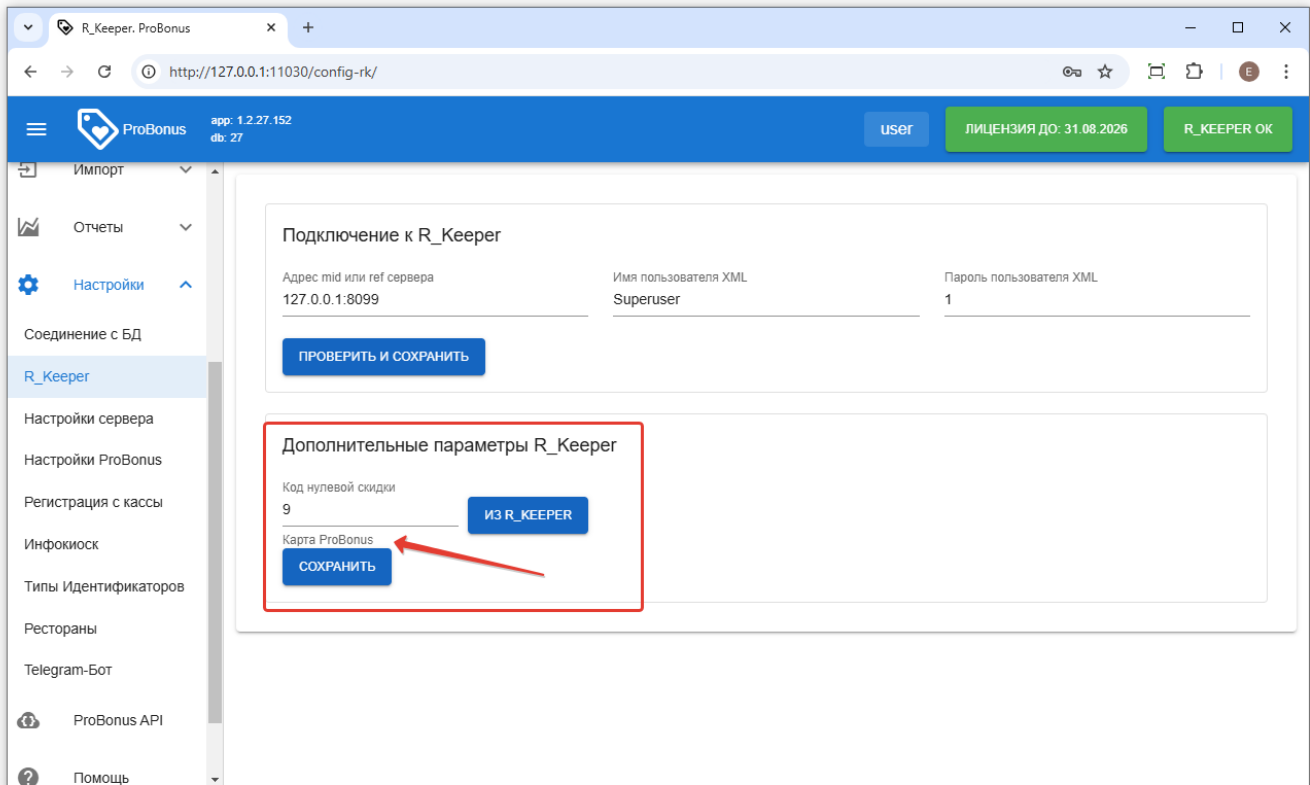 R_Keeper. ProBonus
http://127.0.0.1:11030/config-rk/
E
ProBonus
app: 1.2.27.152
db: 27
user
ЛИЦЕНЗИЯ ДО: 31.08.2026
R_KEEPER ОК
Импорт
Отчеты
Настройки
Соединение с БД
R_Keeper
Настройки сервера
Настройки ProBonus
Регистрация с кассы
Инфокиоск
Типы Идентификаторов
Рестораны
Telegram-Бот
ProBonus API
Помощь
Подключение к R_Keeper
Адрес mid или ref сервера
Имя пользователя XML
Пароль пользователя XML
127.0.0.1:8099
Superuser
1
ПРОВЕРИТЬ И СОХРАНИТЬ
Дополнительные параметры R_Keeper
Код нулевой скидки
9
ИЗ R_KEEPER
Карта ProBonus
СОХРАНИТЬ